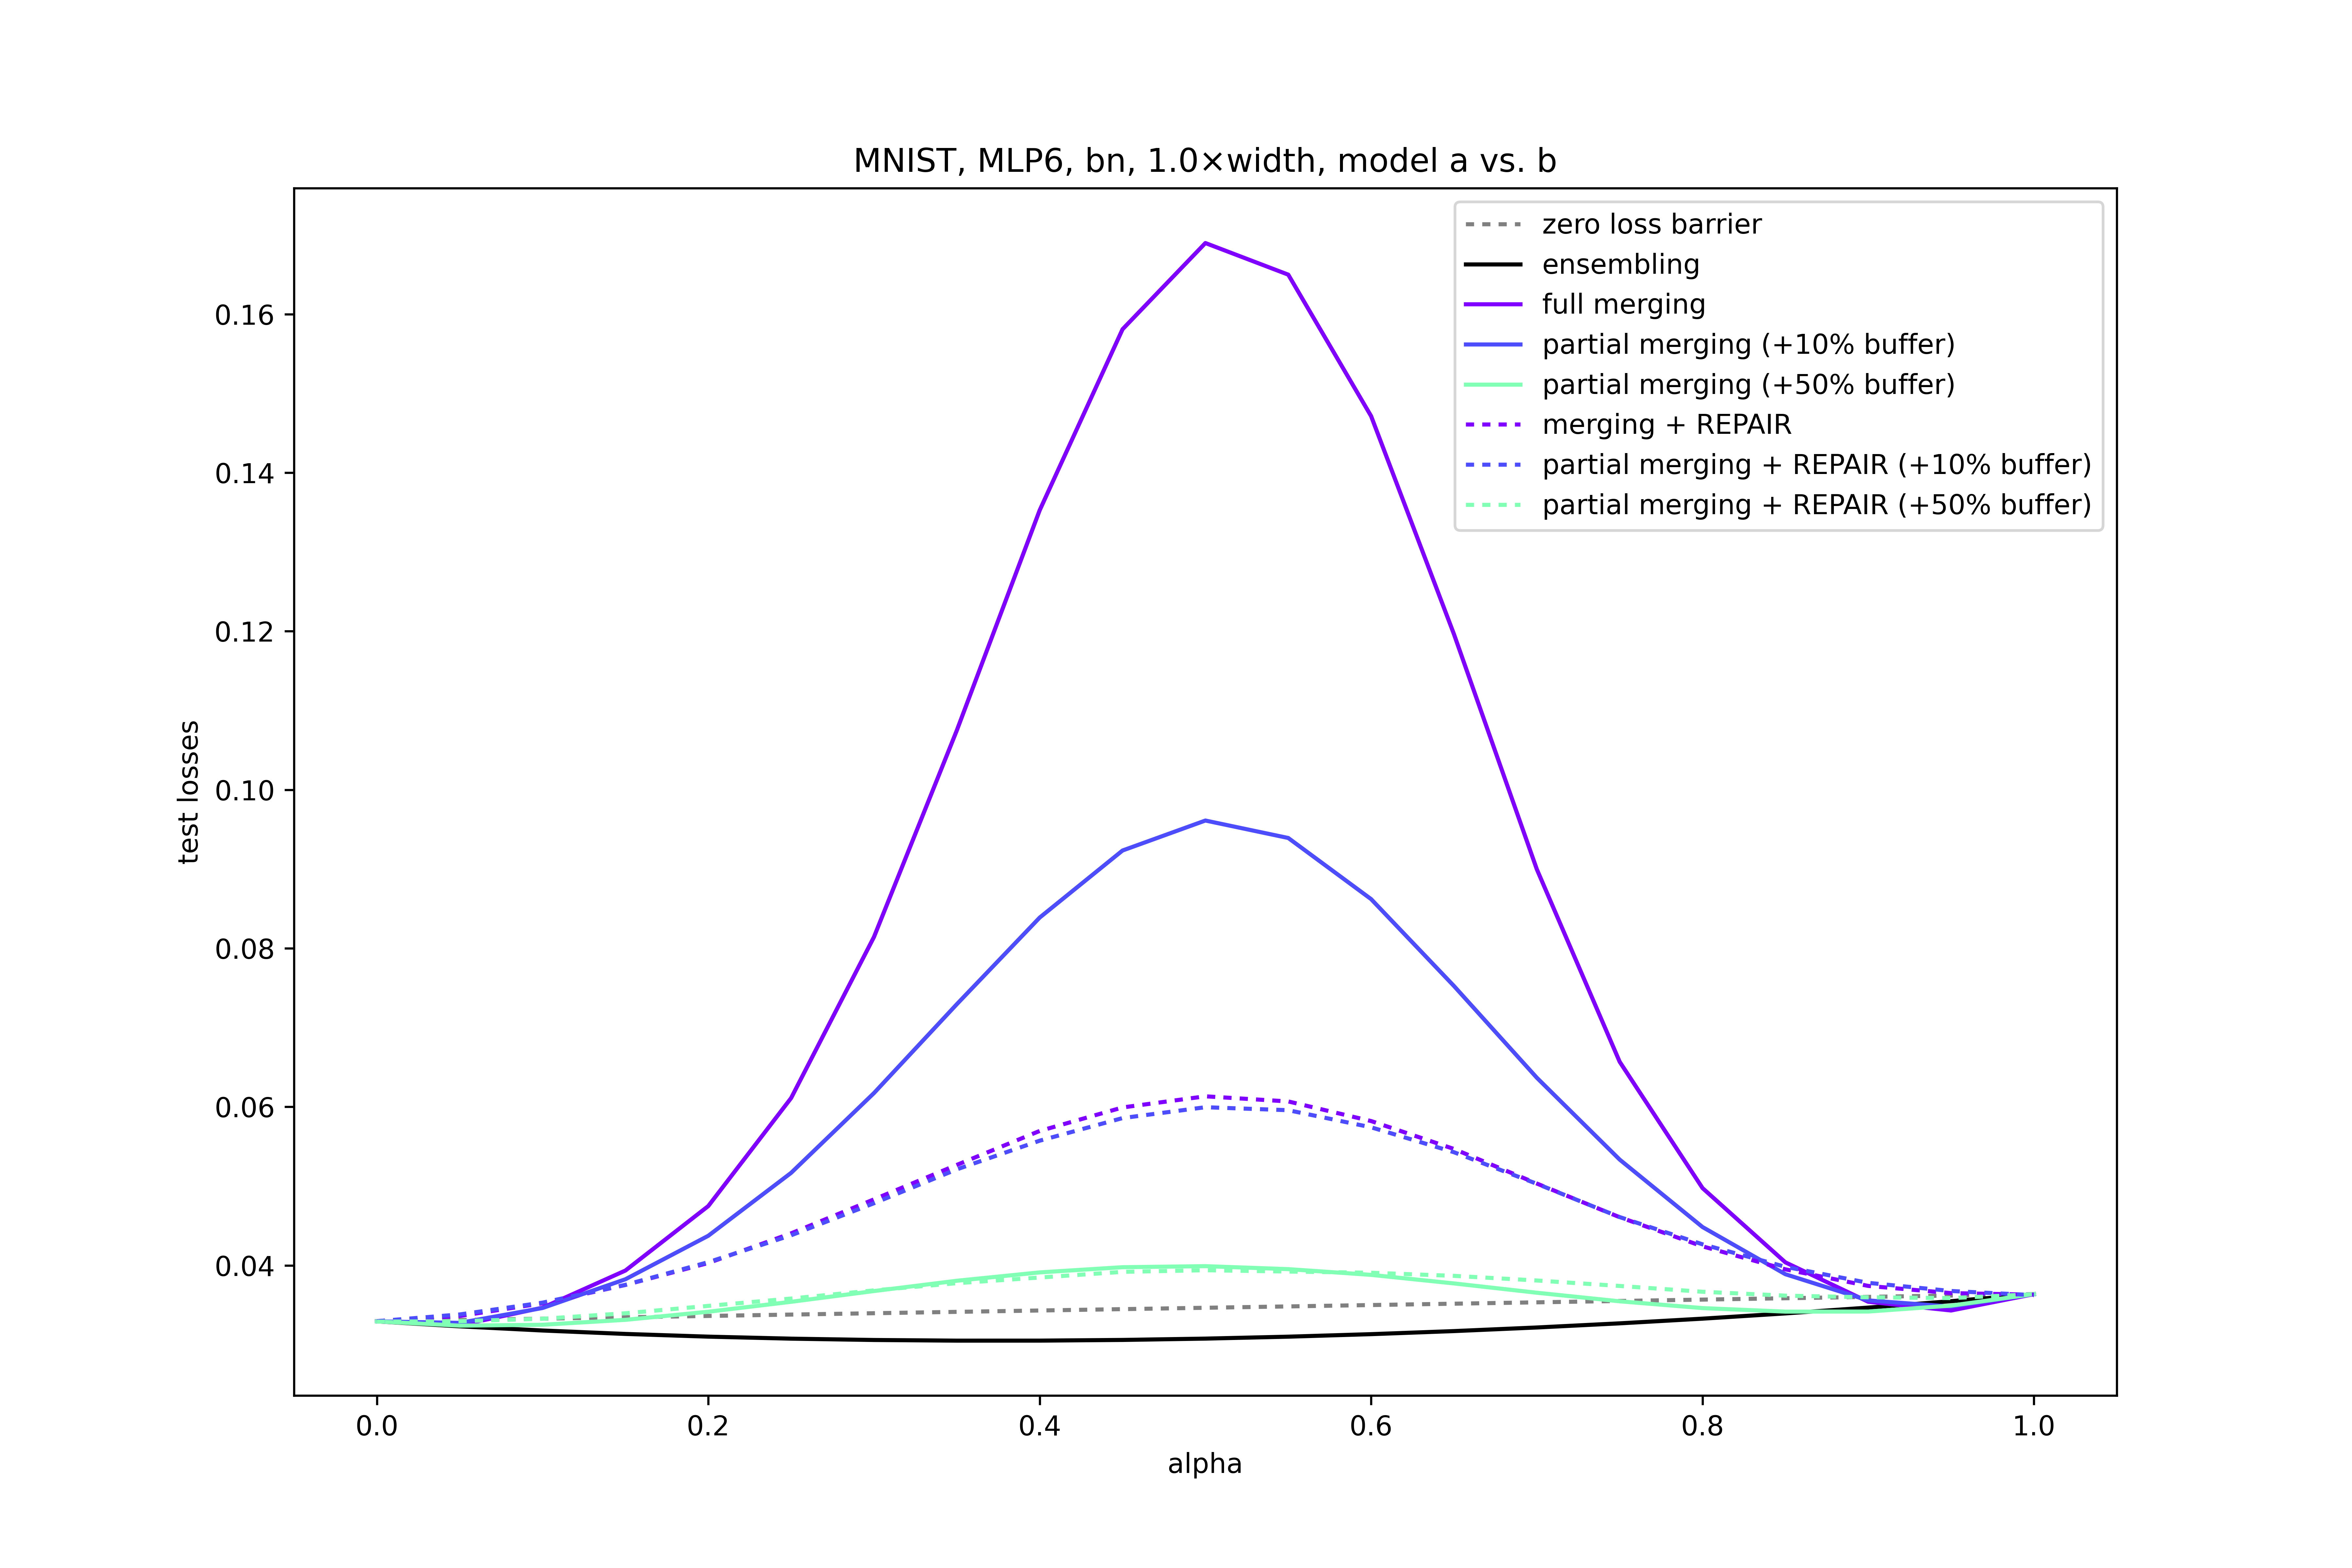 MNIST, MLP6, bn, 1.0×width, model a vs. b
zero loss barrier
ensembling
full merging
partial merging (+10% buffer)
partial merging (+50% buffer)
merging + REPAIR
partial merging + REPAIR (+10% buffer)
partial merging + REPAIR (+50% buffer)
test losses
0.16
0.14
0.12
0.10
0.08
0.06
0.04
0.0 0.2 0.4 0.6 0.8 1.0
alpha